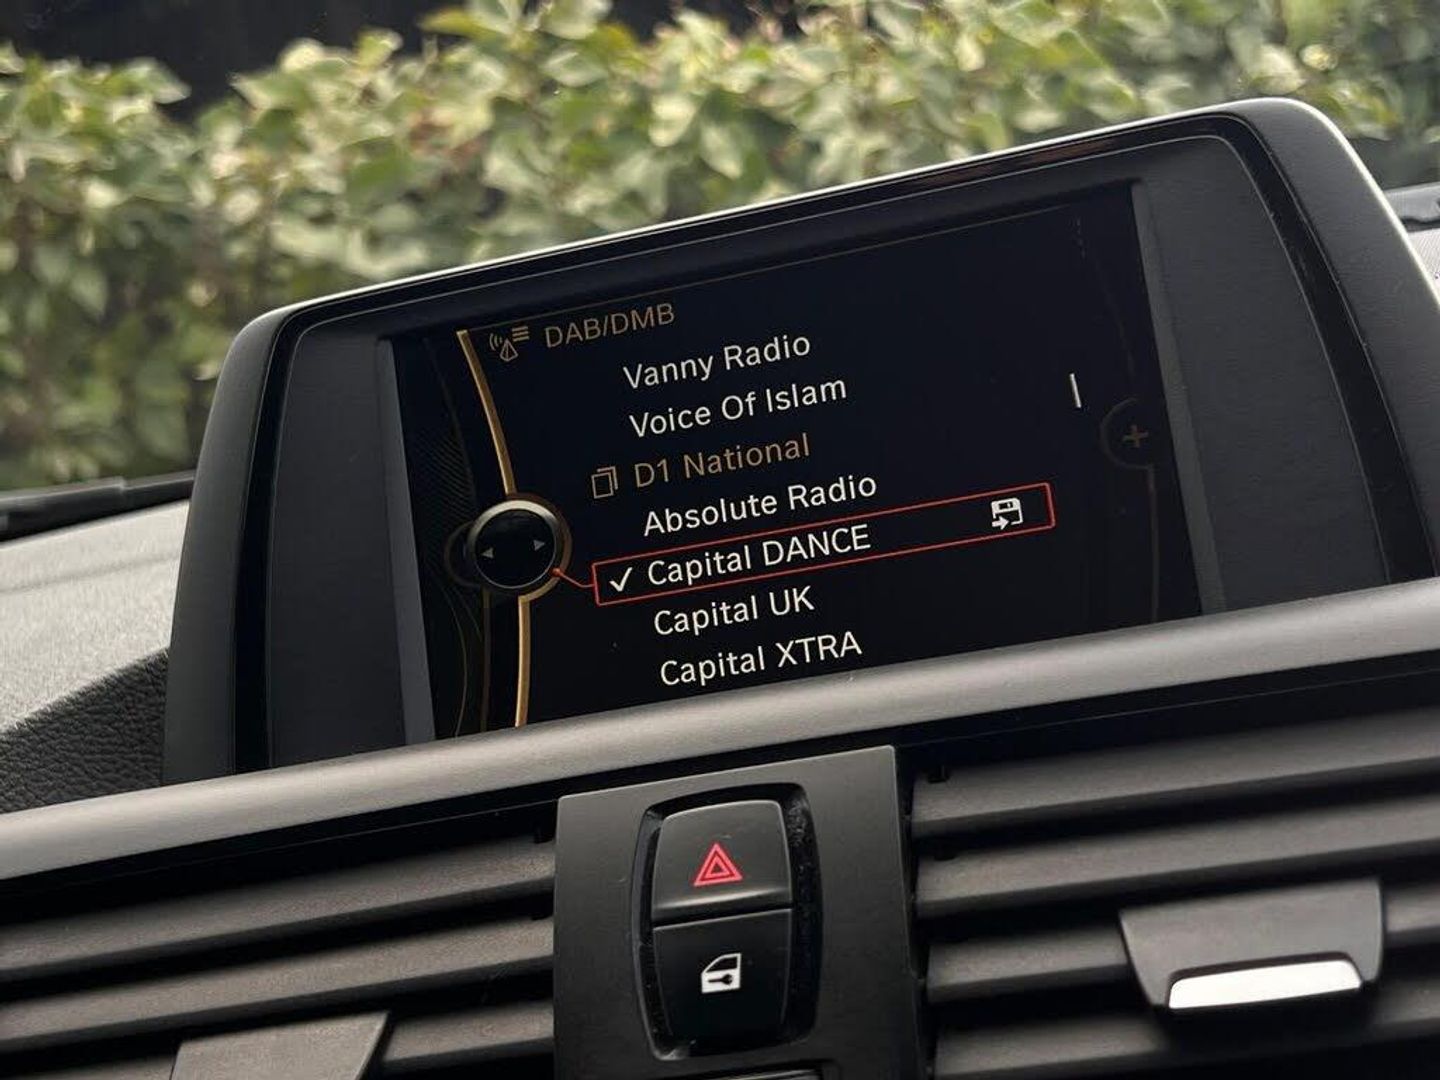 DAB/DMB
Vanny Radio
Voice Of Islam
D1 National
Absolute Radio
Capital DANCE
Capital UK
Capital XTRA